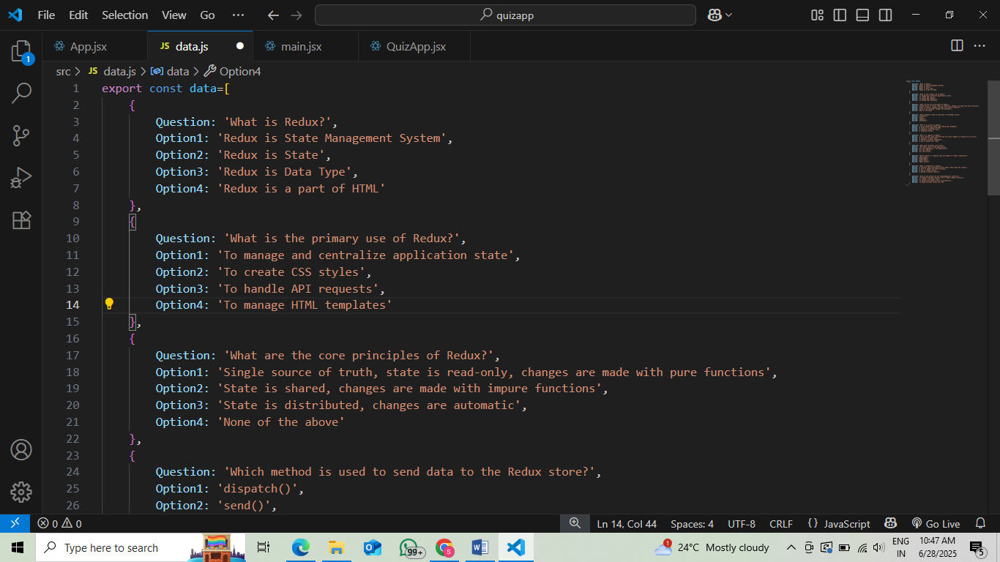 File Edit Selection View Go ··· quizapp
App.jsx JS data.js main.jsx QuizApp.jsx
1
src > JS data.js > data > Option4
1 export const data=[
2 {
3 Question: 'What is Redux?',
4 Option1: 'Redux is State Management System',
5 Option2: 'Redux is State',
6 Option3: 'Redux is Data Type',
7 Option4: 'Redux is a part of HTML'
8 },
9 {
10 Question: 'What is the primary use of Redux?',
11 Option1: 'To manage and centralize application state',
12 Option2: 'To create CSS styles',
13 Option3: 'To handle API requests',
14 Option4: 'To manage HTML templates'
15 },
16 {
17 Question: 'What are the core principles of Redux?',
18 Option1: 'Single source of truth, state is read-only, changes are made with pure functions',
19 Option2: 'State is shared, changes are made with impure functions',
20 Option3: 'State is distributed, changes are automatic',
21 Option4: 'None of the above'
22 },
23 {
24 Question: 'Which method is used to send data to the Redux store?',
25 Option1: 'dispatch()',
26 Option2: 'send()',
0 0 Ln 14, Col 44 Spaces: 4 UTF-8 CRLF {} JavaScript Go Live
Type here to search 99+ S W 1 24°C Mostly cloudy ENG 10:47 AM
IN 6/28/2025 5